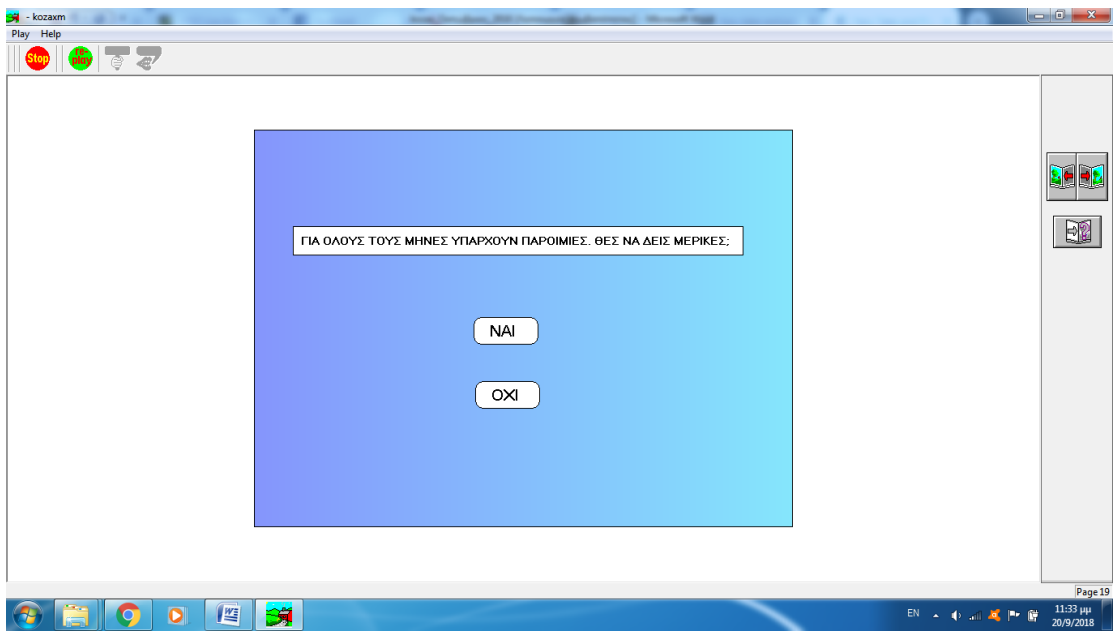 - kozaxm
Play Help
Stop
re-
play
ΓΙΑ ΟΛΟΥΣ ΤΟΥΣ ΜΗΝΕΣ ΥΠΑΡΧΟΥΝ ΠΑΡΟΙΜΙΕΣ. ΘΕΣ ΝΑ ΔΕΙΣ ΜΕΡΙΚΕΣ;
ΝΑΙ
ΟΧΙ
Page 19
EN
11:33 μμ
20/9/2018